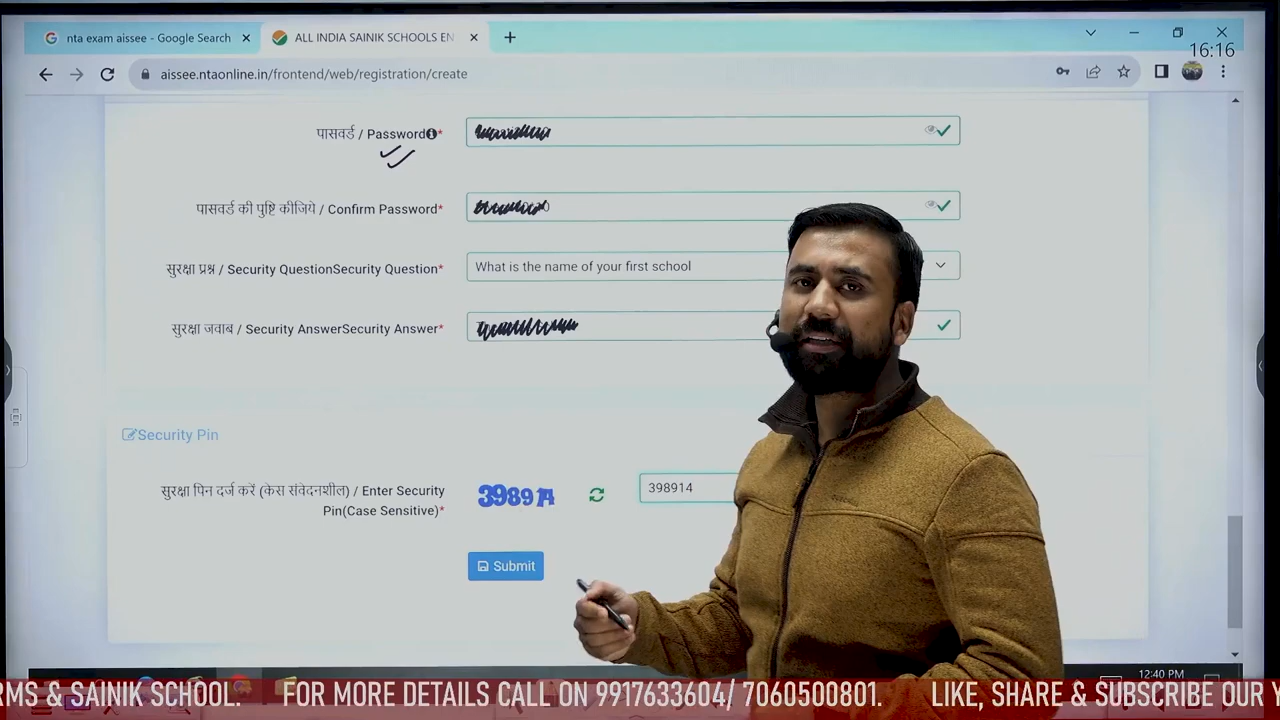 nta exam aissee - Google Search
ALL INDIA SAINIK SCHOOLS EN
16:16
aissee.ntaonline.in/frontend/web/registration/create
पासवर्ड / Password*
पासवर्ड की पुष्टि कीजिये / Confirm Password*
सुरक्षा प्रश्न / Security QuestionSecurity Question*
What is the name of your first school
सुरक्षा जवाब / Security AnswerSecurity Answer*
Security Pin
सुरक्षा पिन दर्ज करें (केस संवेदनशील) / Enter Security
Pin(Case Sensitive)*
398914
398914
Submit
12:40 PM
RMS & SAINIK SCHOOL. FOR MORE DETAILS CALL ON 9917633604/ 7060500801. LIKE, SHARE & SUBSCRIBE OUR Y